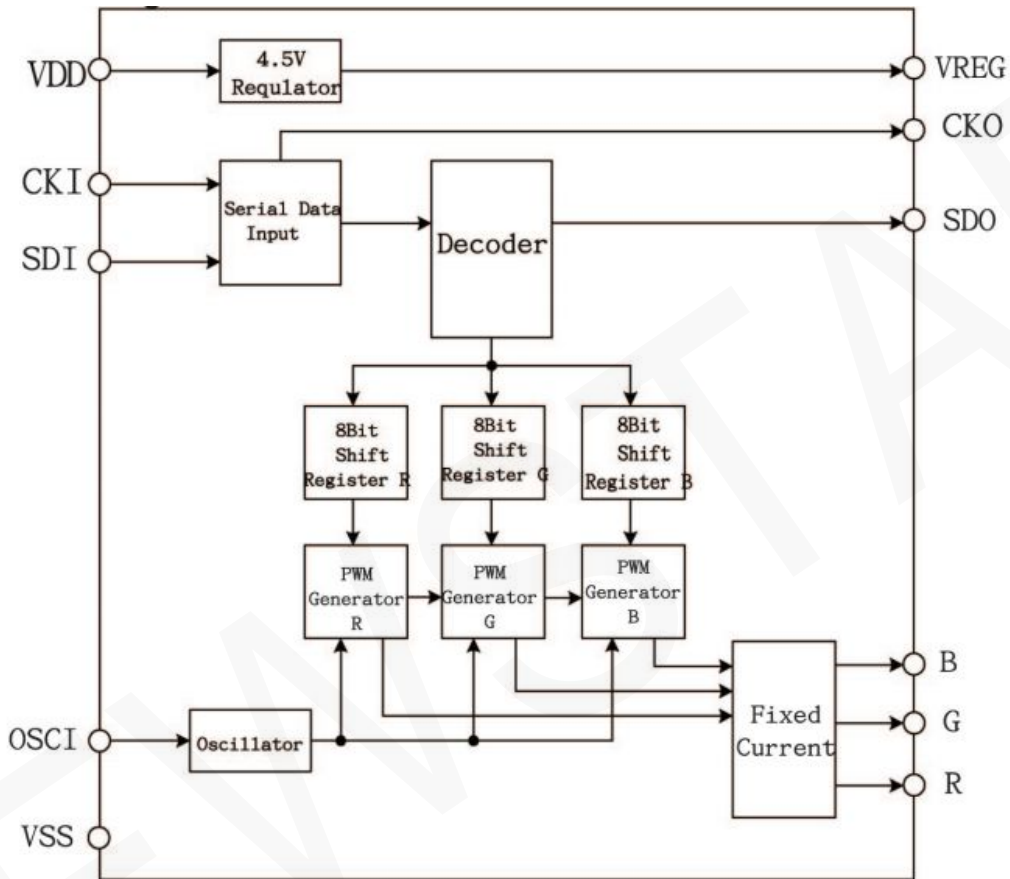 VDD
4.5V
Requlator
VREG
CKO
CKI
SDI
Serial Data
Input
Decoder
SDO
8Bit
Shift
Register R
8Bit
Shift
Register G
8Bit
Shift
Register B
PWM
Generator
R
PWM
Generator
G
PWM
Generator
B
OSCI
Oscillator
Fixed
Current
B
G
R
VSS